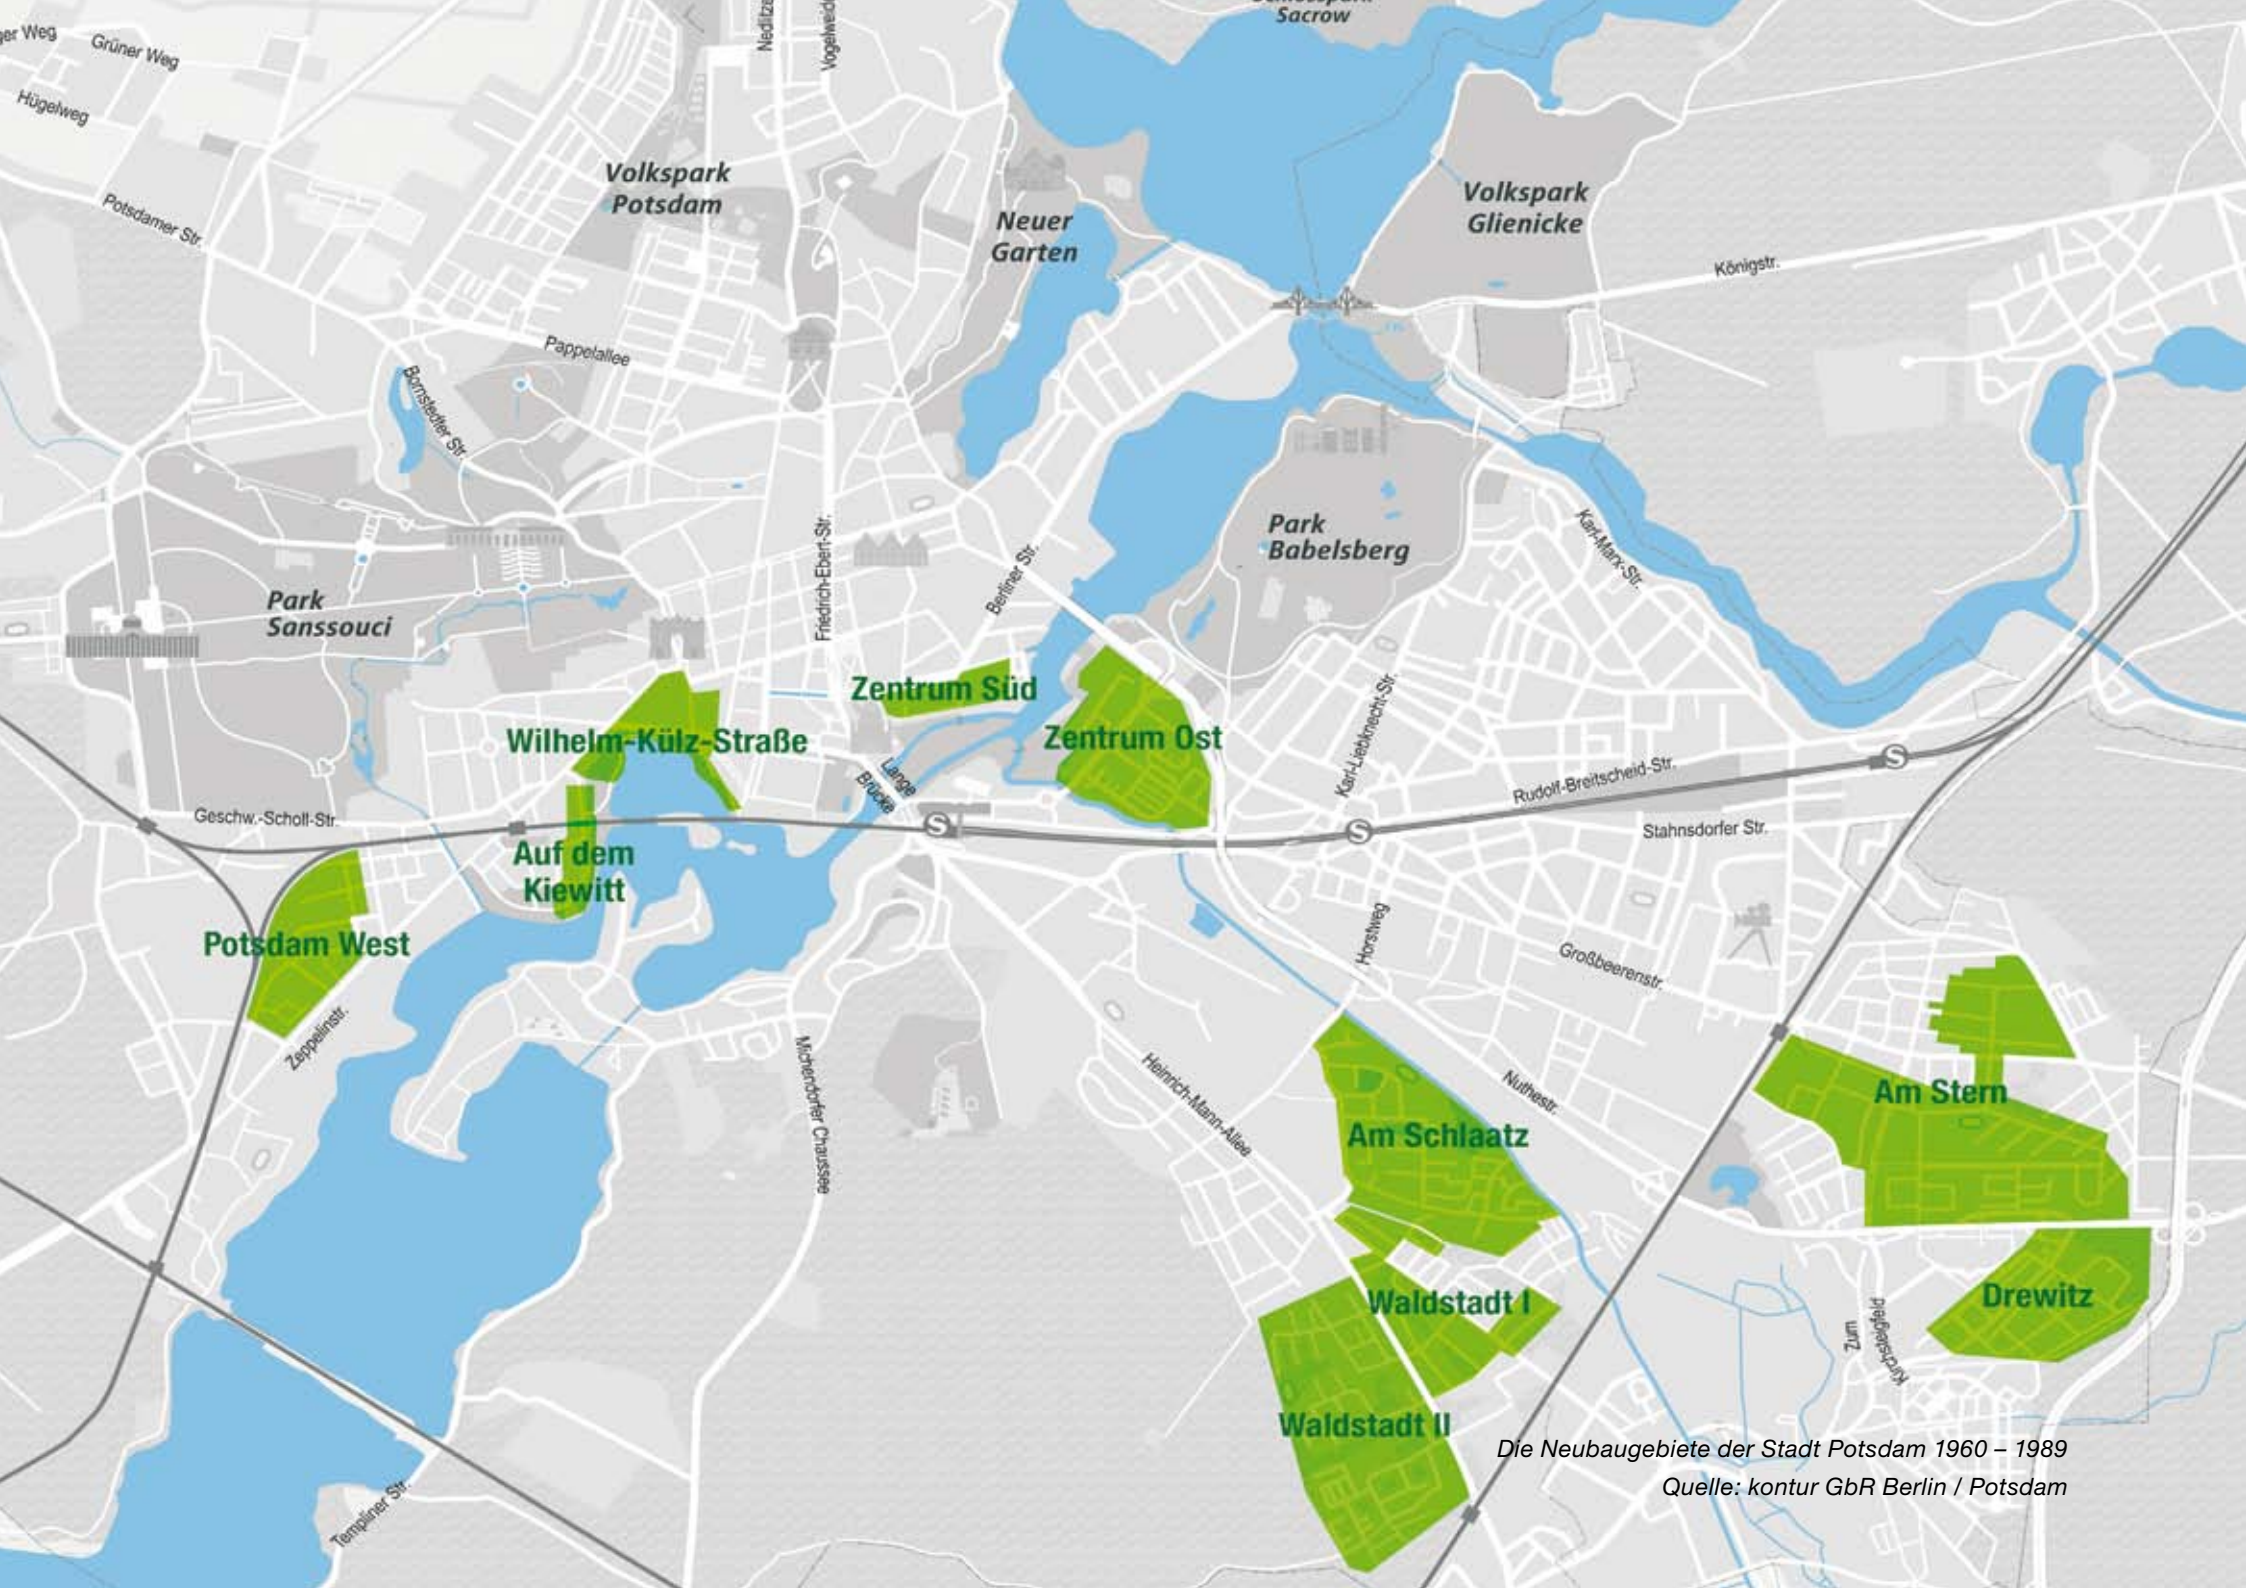 Sacrow
ger Weg
Grüner Weg
Hügelweg
Potsdamer Str.
Volkspark
Potsdam
Neuer
Garten
Volkspark
Glienicke
Königstr.
Pappelallee
Bornstedter Str.
Friedrich-Ebert-Str.
Berliner Str.
Park
Babelsberg
Karl-Marx-Str.
Park
Sanssouci
Zentrum Süd
Wilhelm-Külz-Straße
Zentrum Ost
Lange
Brücke
Karl-Liebknecht-Str.
Rudolf-Breitscheid-Str.
S
S
S
Stahnsdorfer Str.
Geschw.-Scholl-Str.
Auf dem
Kiewitt
Potsdam West
Zeppelinstr.
Horstweg
Großbeerenstr.
Michendorfer Chaussee
Heinrich-Mann-Allee
Nuthestr.
Am Stern
Am Schlaatz
Waldstadt I
Drewitz
Zum
Kirchsteigfeld
Waldstadt II
Templiner Str.
Die Neubaugebiete der Stadt Potsdam 1960 – 1989
Quelle: kontur GbR Berlin / Potsdam